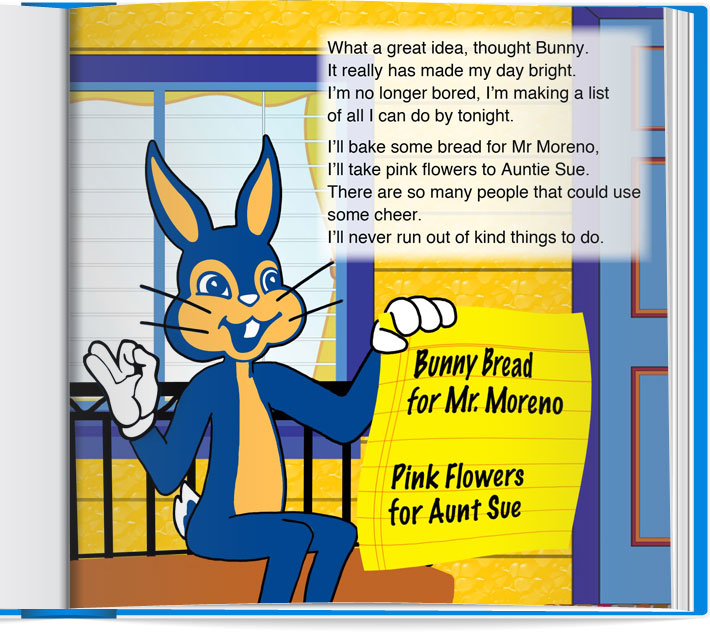 What a great idea, thought Bunny.
It really has made my day bright.
I'm no longer bored, I'm making a list
of all I can do by tonight.
I'll bake some bread for Mr Moreno,
I'll take pink flowers to Auntie Sue.
There are so many people that could use
some cheer.
I'll never run out of kind things to do.
Bunny Bread
for Mr. Moreno
Pink Flowers
for Aunt Sue